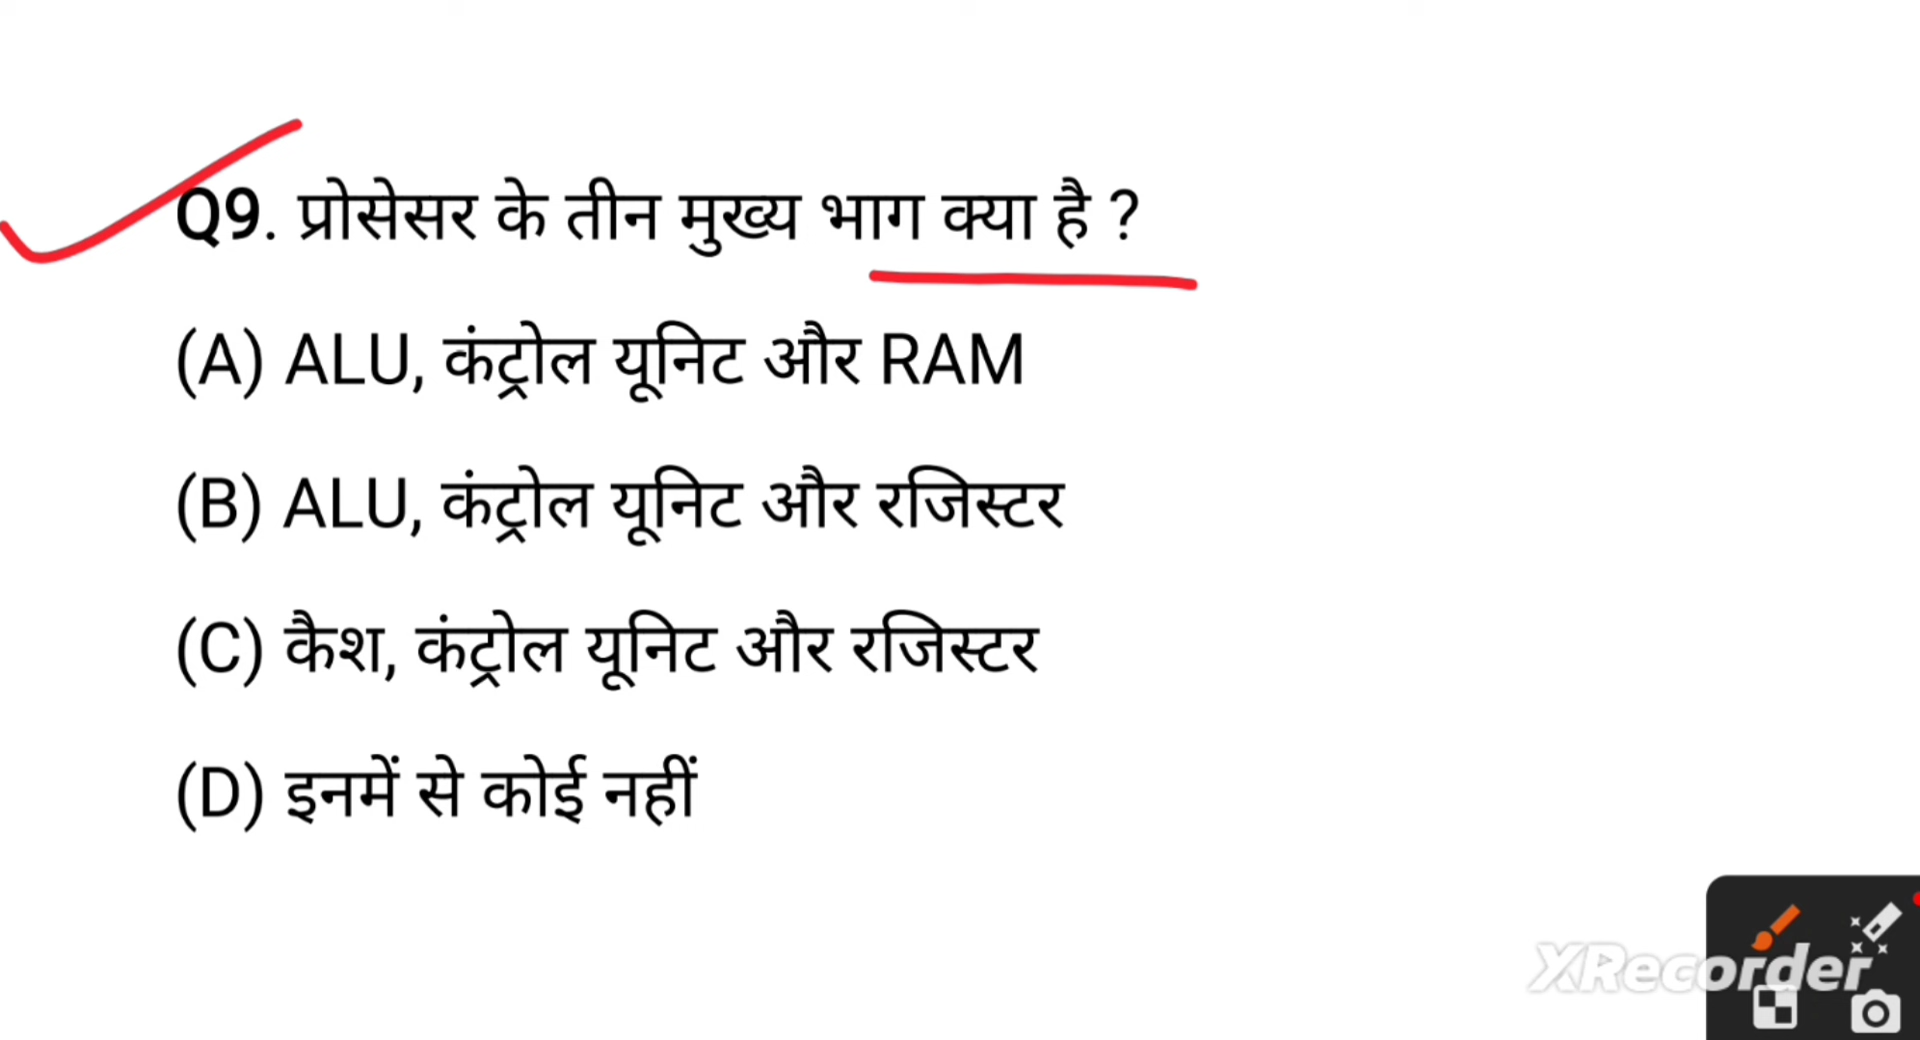 Q9. प्रोसेसर के तीन मुख्य भाग क्या है ?
(A) ALU, कंट्रोल यूनिट और RAM
(B) ALU, कंट्रोल यूनिट और रजिस्टर
(C) कैश, कंट्रोल यूनिट और रजिस्टर
(D) इनमें से कोई नहीं
XRecorder